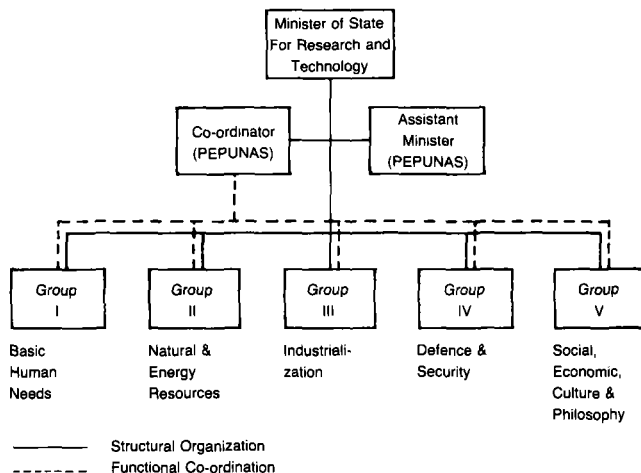 Minister of State
For Research and
Technology
Co-ordinator
(PEPUNAS)
Assistant
Minister
(PEPUNAS)
Group
I
Group
II
Group
III
Group
IV
Group
V
Basic
Human
Needs
Natural &
Energy
Resources
Industriali-
zation
Defence &
Security
Social,
Economic,
Culture &
Philosophy
Structural Organization
Functional Co-ordination